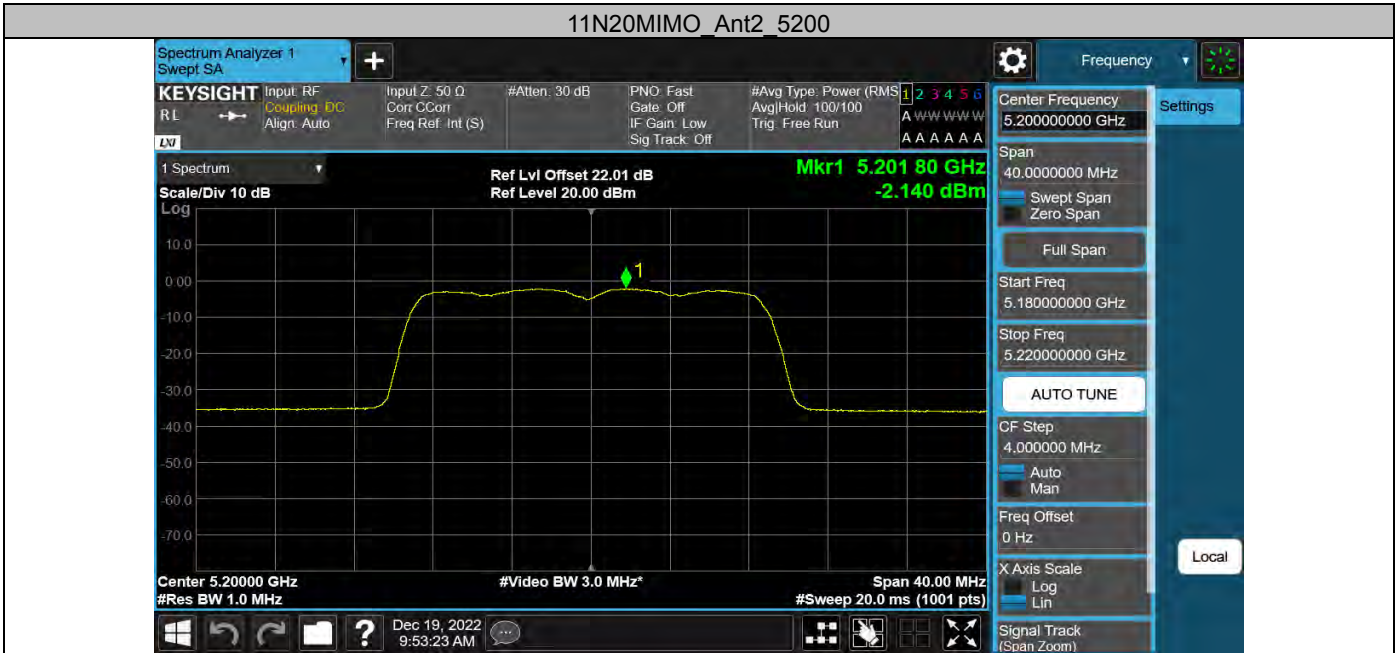 11N20MIMO_Ant2_5200
Spectrum Analyzer 1
Swept SA
Frequency
KEYSIGHT
RL
LXI
Input: RF
Coupling: DC
Align: Auto
Input Z: 50 Ω
Corr CCorr
Freq Ref: Int (S)
#Atten: 30 dB
PNO: Fast
Gate: Off
IF Gain: Low
Sig Track: Off
#Avg Type: Power (RMS
Avg|Hold: 100/100
Trig: Free Run
1 2 3 4 5 6
A W W W W W
A A A A A A
1 Spectrum
Scale/Div 10 dB
Log
Ref Lvl Offset 22.01 dB
Ref Level 20.00 dBm
Mkr1 5.201 80 GHz
-2.140 dBm
10.0
0.00
-10.0
-20.0
-30.0
-40.0
-50.0
-60.0
-70.0
1
Center 5.20000 GHz
#Res BW 1.0 MHz
#Video BW 3.0 MHz*
Span 40.00 MHz
#Sweep 20.0 ms (1001 pts)
Dec 19, 2022
9:53:23 AM
Center Frequency
5.200000000 GHz
Settings
Span
40.0000000 MHz
Swept Span
Zero Span
Full Span
Start Freq
5.180000000 GHz
Stop Freq
5.220000000 GHz
AUTO TUNE
CF Step
4.000000 MHz
Auto
Man
Freq Offset
0 Hz
Local
X Axis Scale
Log
Lin
Signal Track
(Span Zoom)